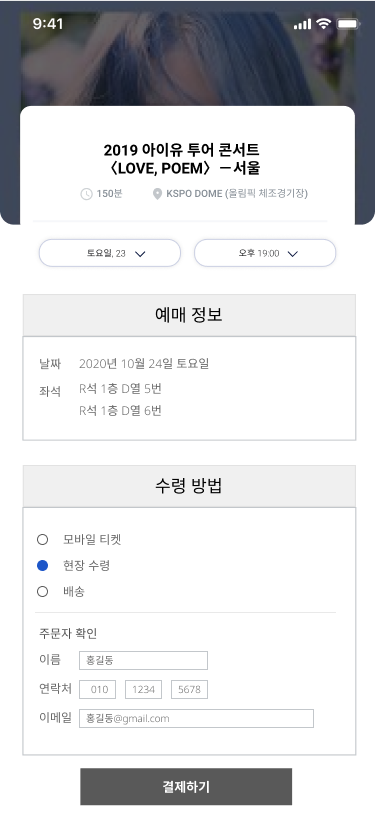 9:41
2019 아이유 투어 콘서트
〈LOVE, POEM〉 – 서울
150분 KSPO DOME (올림픽 체조경기장)
토요일, 23 오후 19:00
예매 정보
날짜 2020년 10월 24일 토요일
좌석 R석 1층 D열 5번
R석 1층 D열 6번
수령 방법
모바일 티켓
현장 수령
배송
주문자 확인
이름 홍길동
연락처 010 1234 5678
이메일 홍길동@gmail.com
결제하기